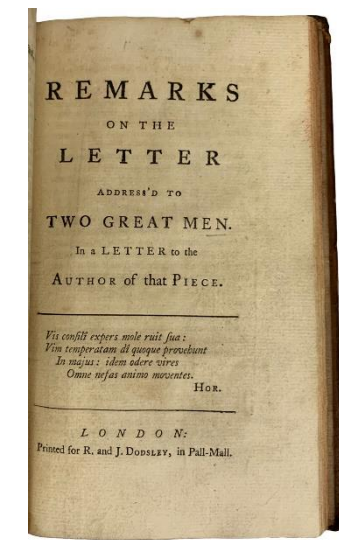 REMARKS
ON THE
LETTER
ADDRESS'D TO
TWO GREAT MEN.
In a LETTER to the
AUTHOR of that PIECE.
Vis consilî expers mole ruit sua:
Vim temperatam dî quoque provehunt
In majus: idem odere vires
Omne nefas animo moventes.
HOR.
LONDON:
Printed for R. and J. DODSLEY, in Pall-Mall.